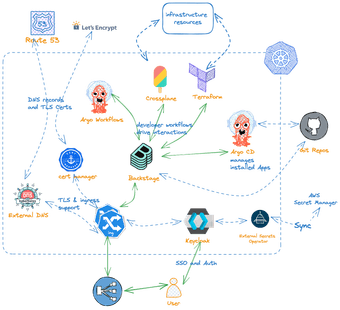 infrastructure
resources
Route 53
Let's Encrypt
Crossplane
Terraform
DNS records
and TLS Certs
Argo Workflows
developer workflows
drive interactions
Argo CD
manages
installed Apps
Git Repos
cert manager
Backstage
External DNS
TLS & ingress
support
AWS
Secret Manager
Keycloak
External Secrets
Operator
Sync
SSO and Auth
User